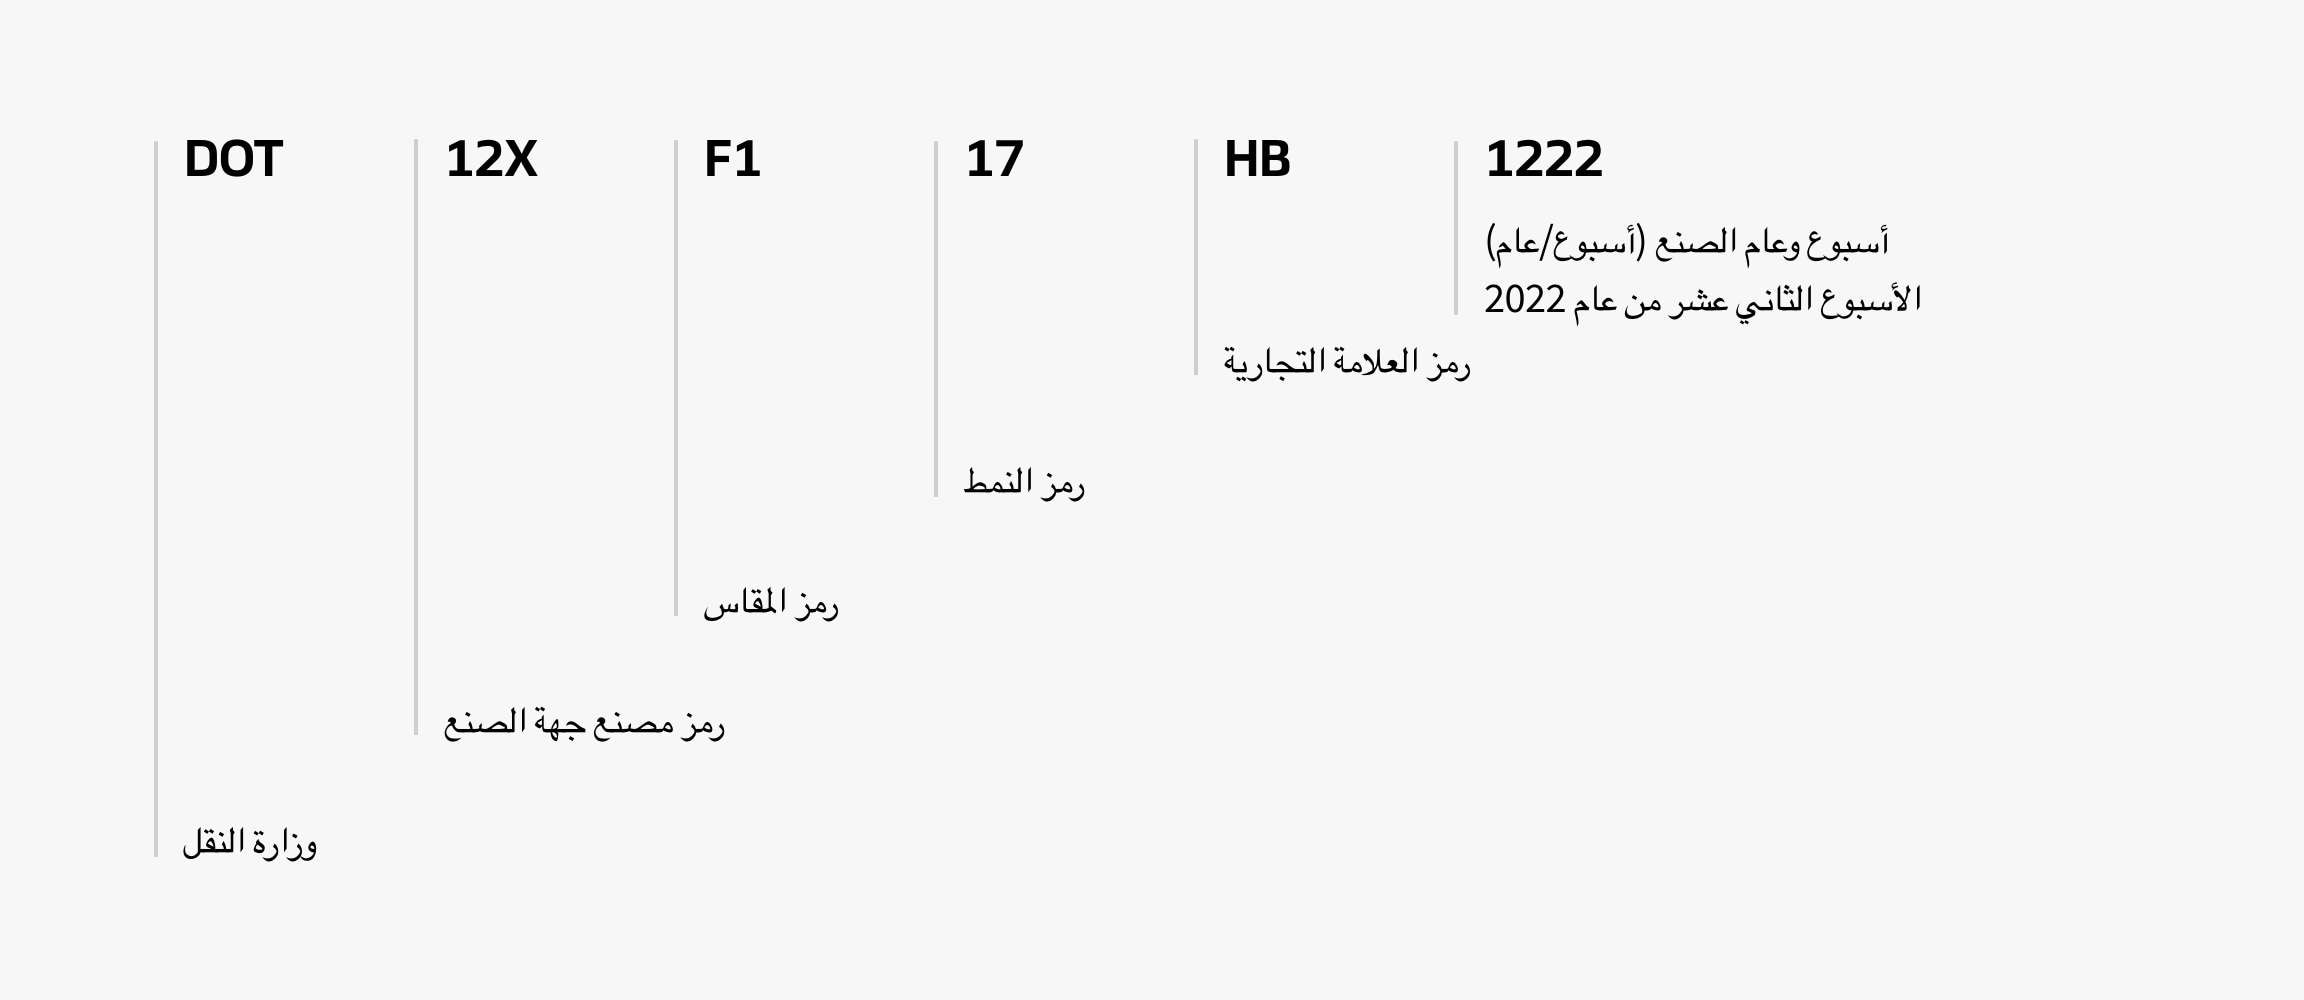 DOT 12X F1 17 HB 1222
أسبوع وعام الصنع (أسبوع/عام)
الأسبوع الثاني عشر من عام 2022
رمز العلامة التجارية
رمز النمط
رمز المقاس
رمز مصنع جهة الصنع
وزارة النقل